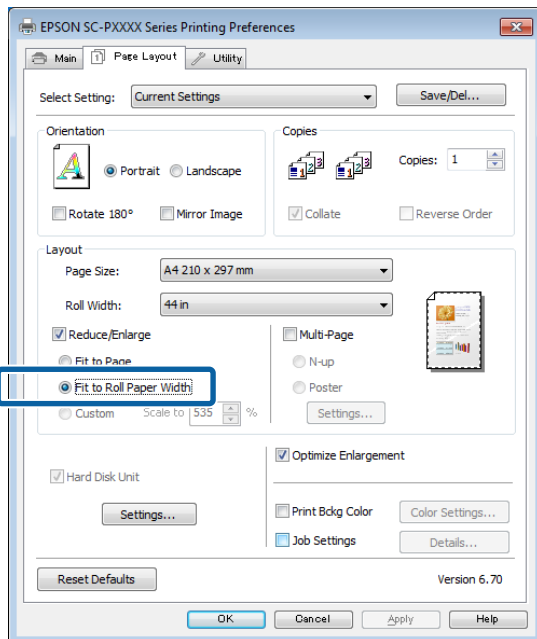 EPSON SC-PXXXX Series Printing Preferences
Main Page Layout Utility
Select Setting: Current Settings Save/Del...
Orientation
Portrait Landscape
Rotate 180° Mirror Image
Copies
Copies: 1
Collate Reverse Order
Layout
Page Size: A4 210 x 297 mm
Roll Width: 44 in
Reduce/Enlarge
Fit to Page
Fit to Roll Paper Width
Custom Scale to 535 %
Multi-Page
N-up
Poster
Settings...
Hard Disk Unit
Settings...
Optimize Enlargement
Print Bckg Color Color Settings...
Job Settings Details...
Reset Defaults Version 6.70
OK Cancel Apply Help